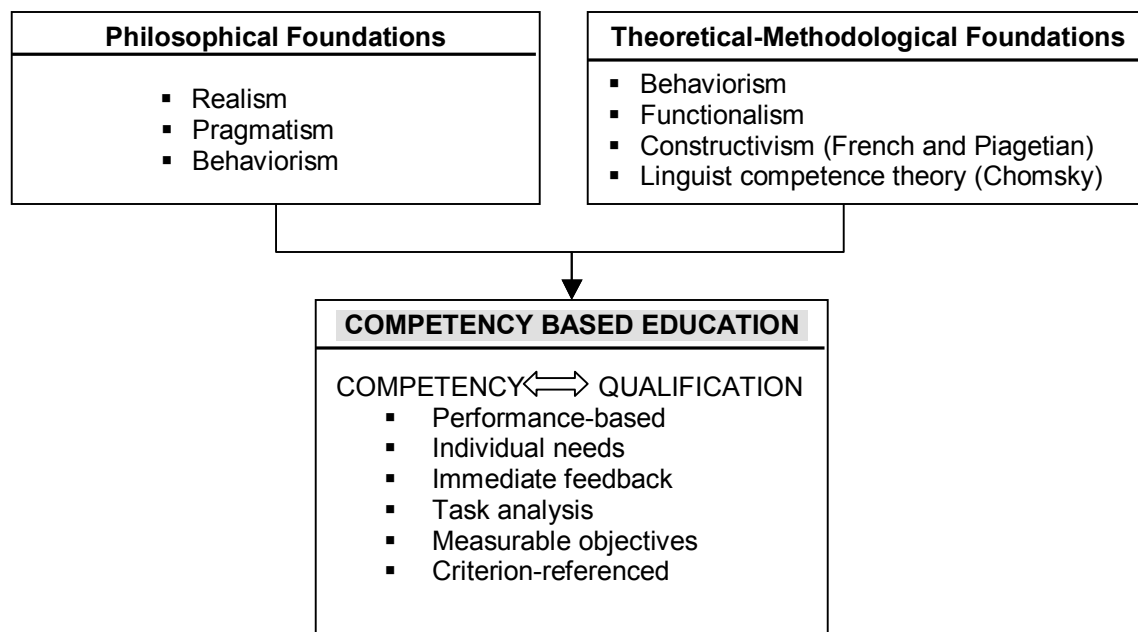 Philosophical Foundations
▪ Realism
▪ Pragmatism
▪ Behaviorism
Theoretical-Methodological Foundations
▪ Behaviorism
▪ Functionalism
▪ Constructivism (French and Piagetian)
▪ Linguist competence theory (Chomsky)
COMPETENCY BASED EDUCATION
COMPETENCY QUALIFICATION
▪ Performance-based
▪ Individual needs
▪ Immediate feedback
▪ Task analysis
▪ Measurable objectives
▪ Criterion-referenced